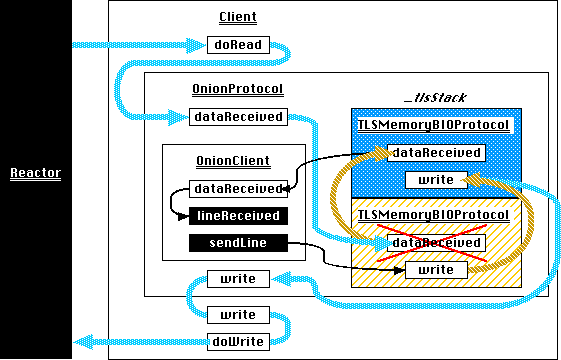 Client
doRead
OnionProtocol
dataReceived
_tlsStack
TLSMemoryBIOProtocol
dataReceived
write
OnionClient
dataReceived
lineReceived
sendLine
Reactor
TLSMemoryBIOProtocol
dataReceived
write
write
write
doWrite